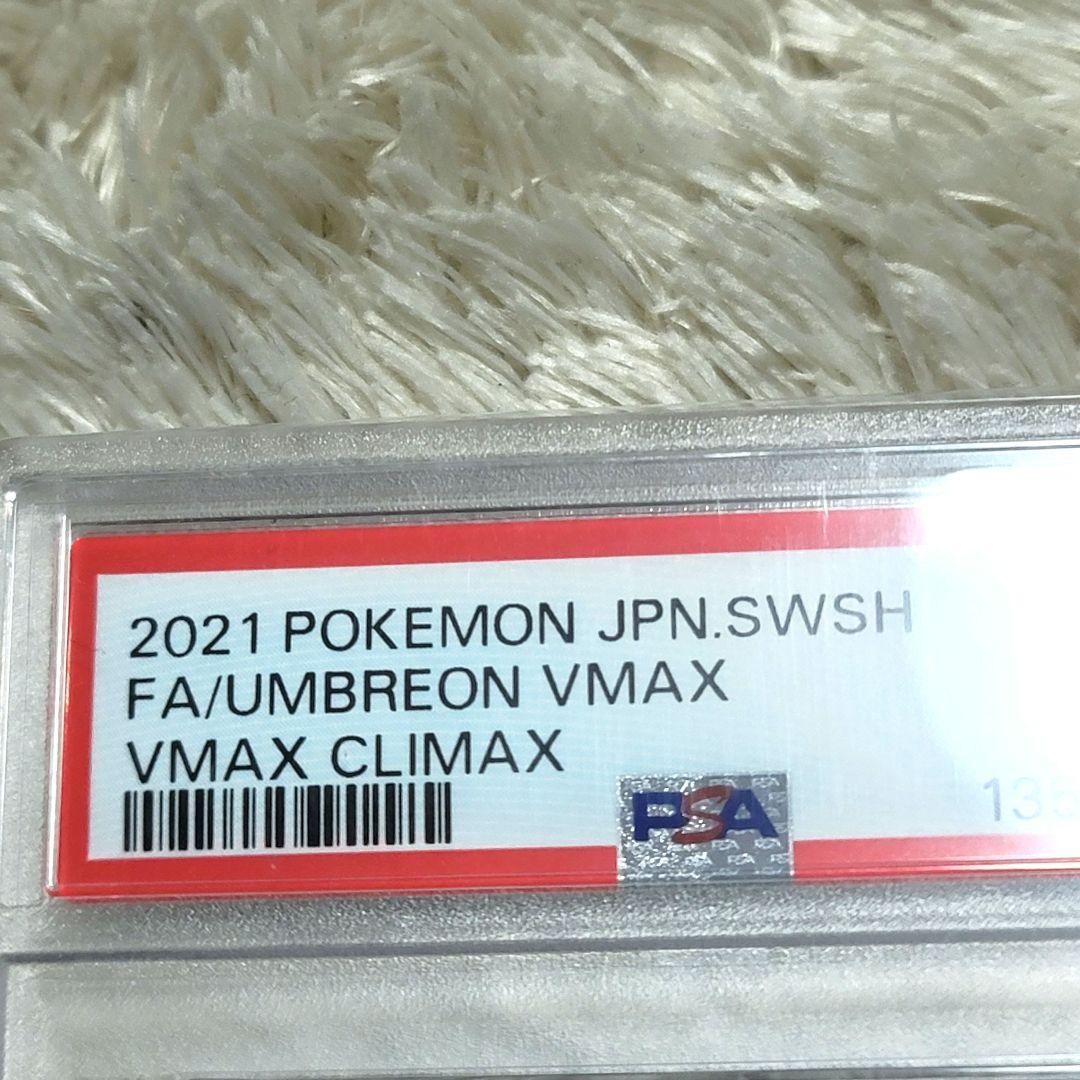 2021 POKEMON JPN.SWSH
FA/UMBREON VMAX
VMAX CLIMAX
PSA